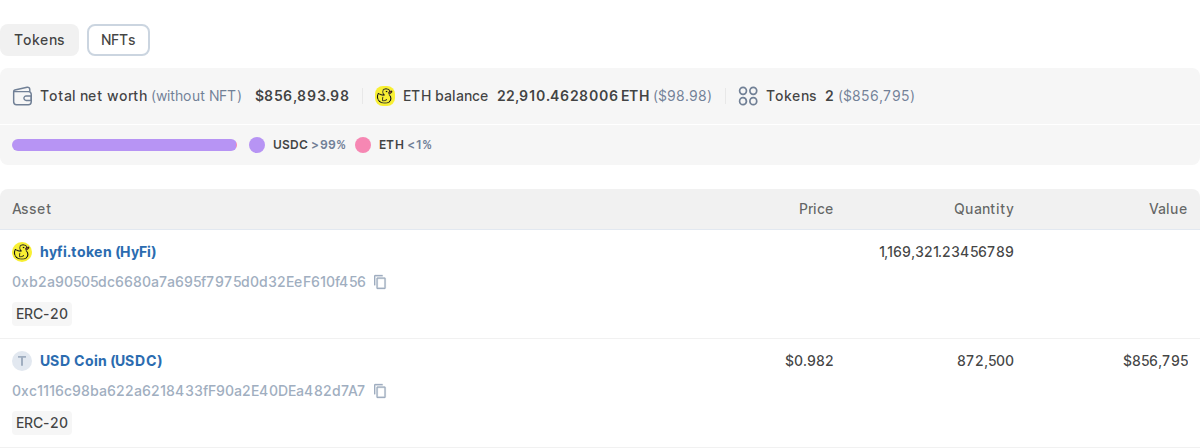 Tokens NFTs
Total net worth (without NFT) $856,893.98 ETH balance 22,910.4628006 ETH ($98.98) Tokens 2 ($856,795)
USDC >99% ETH <1%
Asset Price Quantity Value
hyfi.token (HyFi) 1,169,321.23456789
0xb2a90505dc6680a7a695f7975d0d32EeF610f456
ERC-20
T USD Coin (USDC) $0.982 872,500 $856,795
0xc1116c98ba622a6218433fF90a2E40DEa482d7A7
ERC-20